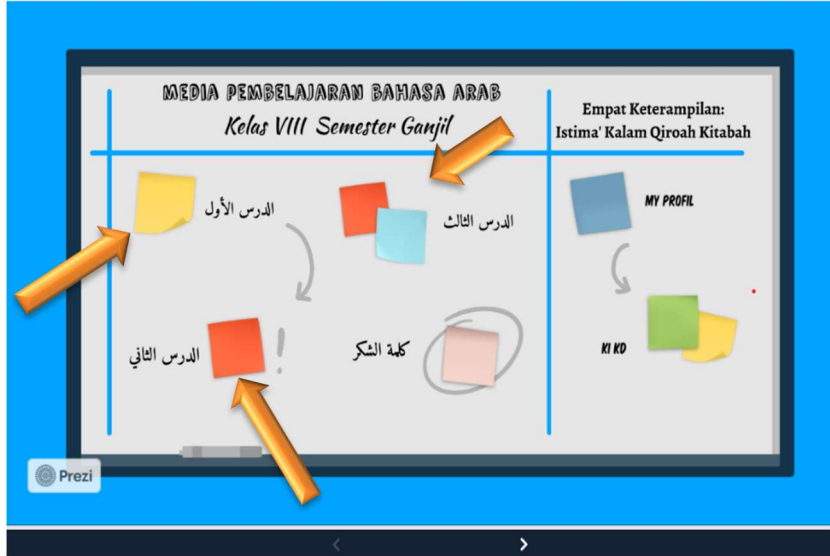 MEDIA PEMBELAJARAN BAHASA ARAB
Kelas VIII Semester Ganjil
Empat Keterampilan:
Istima' Kalam Qiroah Kitabah
الدرس الأول
الدرس الثالث
MY PROFIL
الدرس الثاني
!
كلمة الشكر
KI KD
Prezi